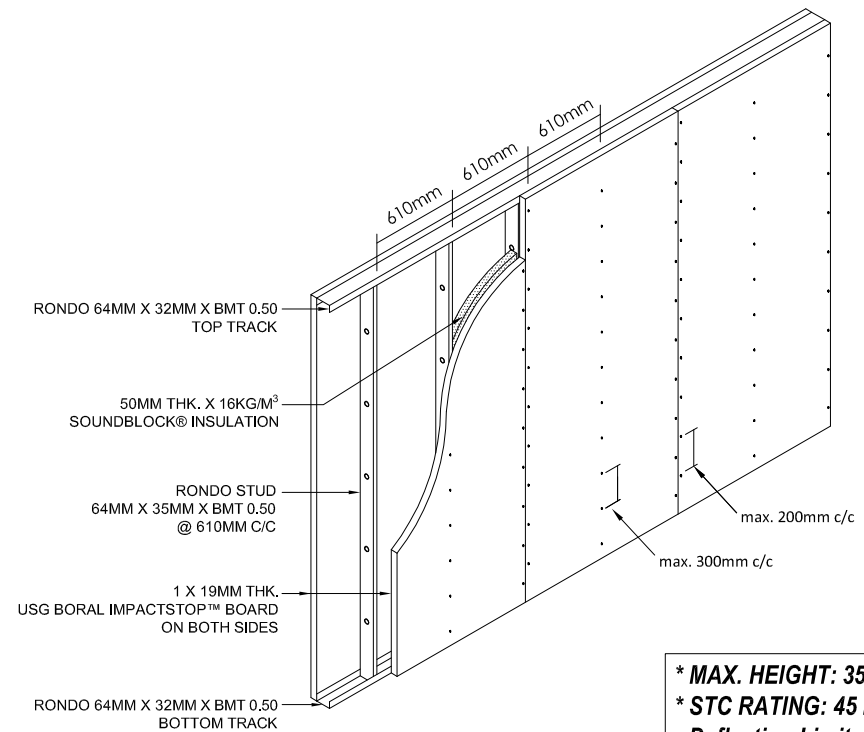 610mm
610mm
610mm
RONDO 64MM X 32MM X BMT 0.50
TOP TRACK
50MM THK. X 16KG/M³
SOUNDBLOCK® INSULATION
RONDO STUD
64MM X 35MM X BMT 0.50
@ 610MM C/C
max. 200mm c/c
max. 300mm c/c
1 X 19MM THK.
USG BORAL IMPACTSTOP™ BOARD
ON BOTH SIDES
RONDO 64MM X 32MM X BMT 0.50
BOTTOM TRACK
* MAX. HEIGHT: 35
* STC RATING: 45